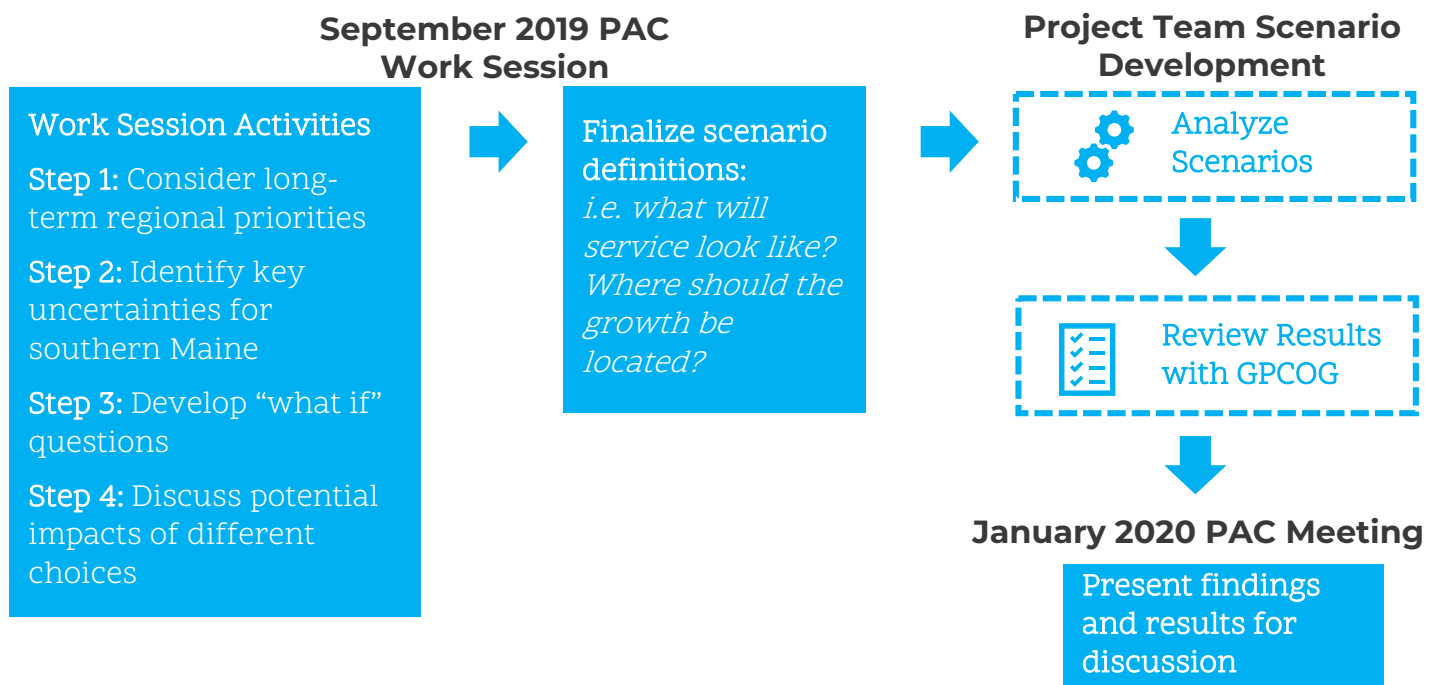 September 2019 PAC
Work Session
Work Session Activities
Step 1: Consider long-
term regional priorities
Step 2: Identify key
uncertainties for
southern Maine
Step 3: Develop “what if”
questions
Step 4: Discuss potential
impacts of different
choices
Finalize scenario
definitions:
i.e. what will
service look like?
Where should the
growth be
located?
Project Team Scenario
Development
Analyze
Scenarios
Review Results
with GPCOG
January 2020 PAC Meeting
Present findings
and results for
discussion